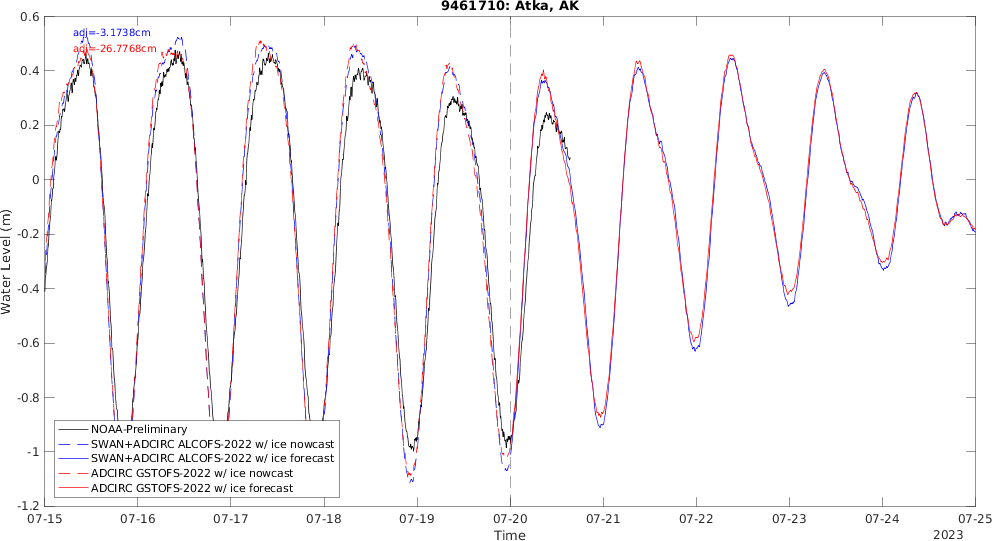 9461710: Atka, AK
0.6
0.4
0.2
0
-0.2
-0.4
-0.6
-0.8
-1
-1.2
Water Level (m)
adj=-3.1738cm
adj=-26.7768cm
NOAA-Preliminary
SWAN+ADCIRC ALCOFS-2022 w/ ice nowcast
SWAN+ADCIRC ALCOFS-2022 w/ ice forecast
ADCIRC GSTOFS-2022 w/ ice nowcast
ADCIRC GSTOFS-2022 w/ ice forecast
07-15 07-16 07-17 07-18 07-19 07-20 07-21 07-22 07-23 07-24 07-25
Time
2023